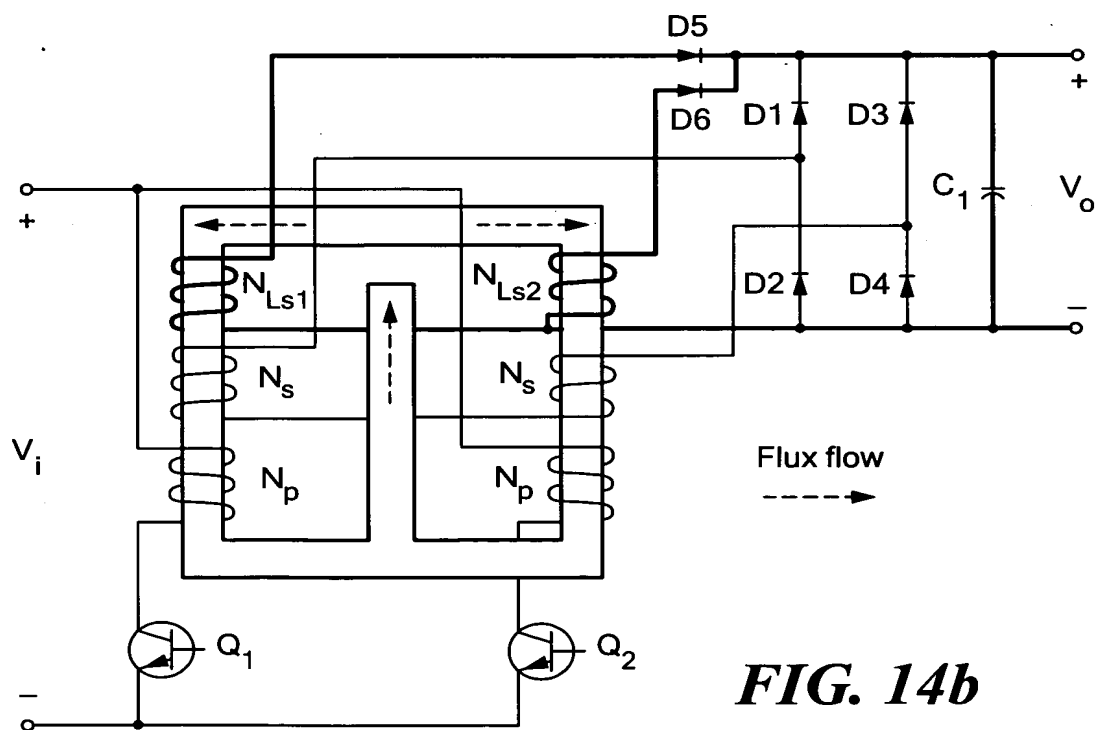 D5
+
D6
D1
D3
C1
Vo
+
NLs1
NLs2
D2
D4
−
Ns
Ns
Vi
Np
Np
Flux flow
Q1
Q2
−
FIG. 14b